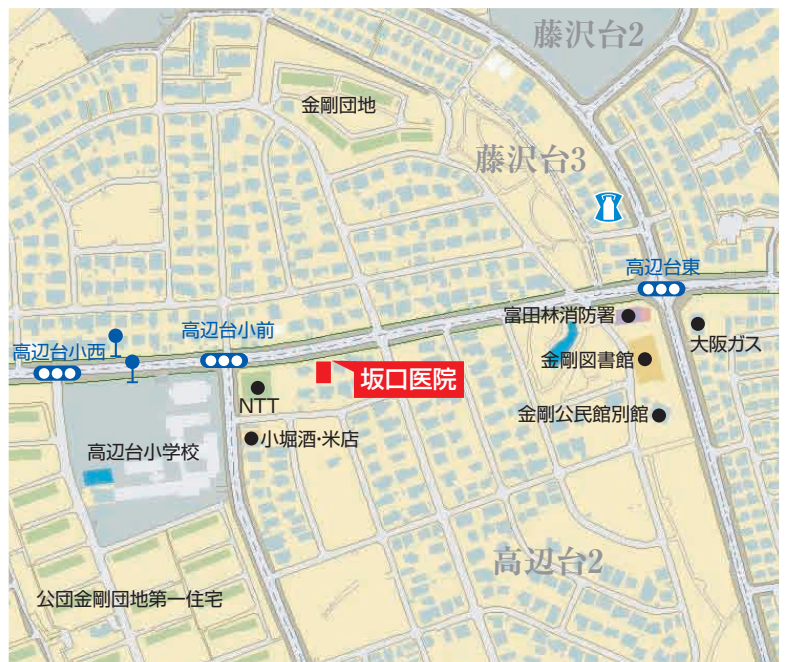 藤沢台2
金剛団地
藤沢台3
高辺台東
富田林消防署
高辺台小前
高辺台小西
大阪ガス
金剛図書館
坂口医院
NTT
金剛公民館別館
小堀酒・米店
高辺台小学校
高辺台2
公団金剛団地第一住宅